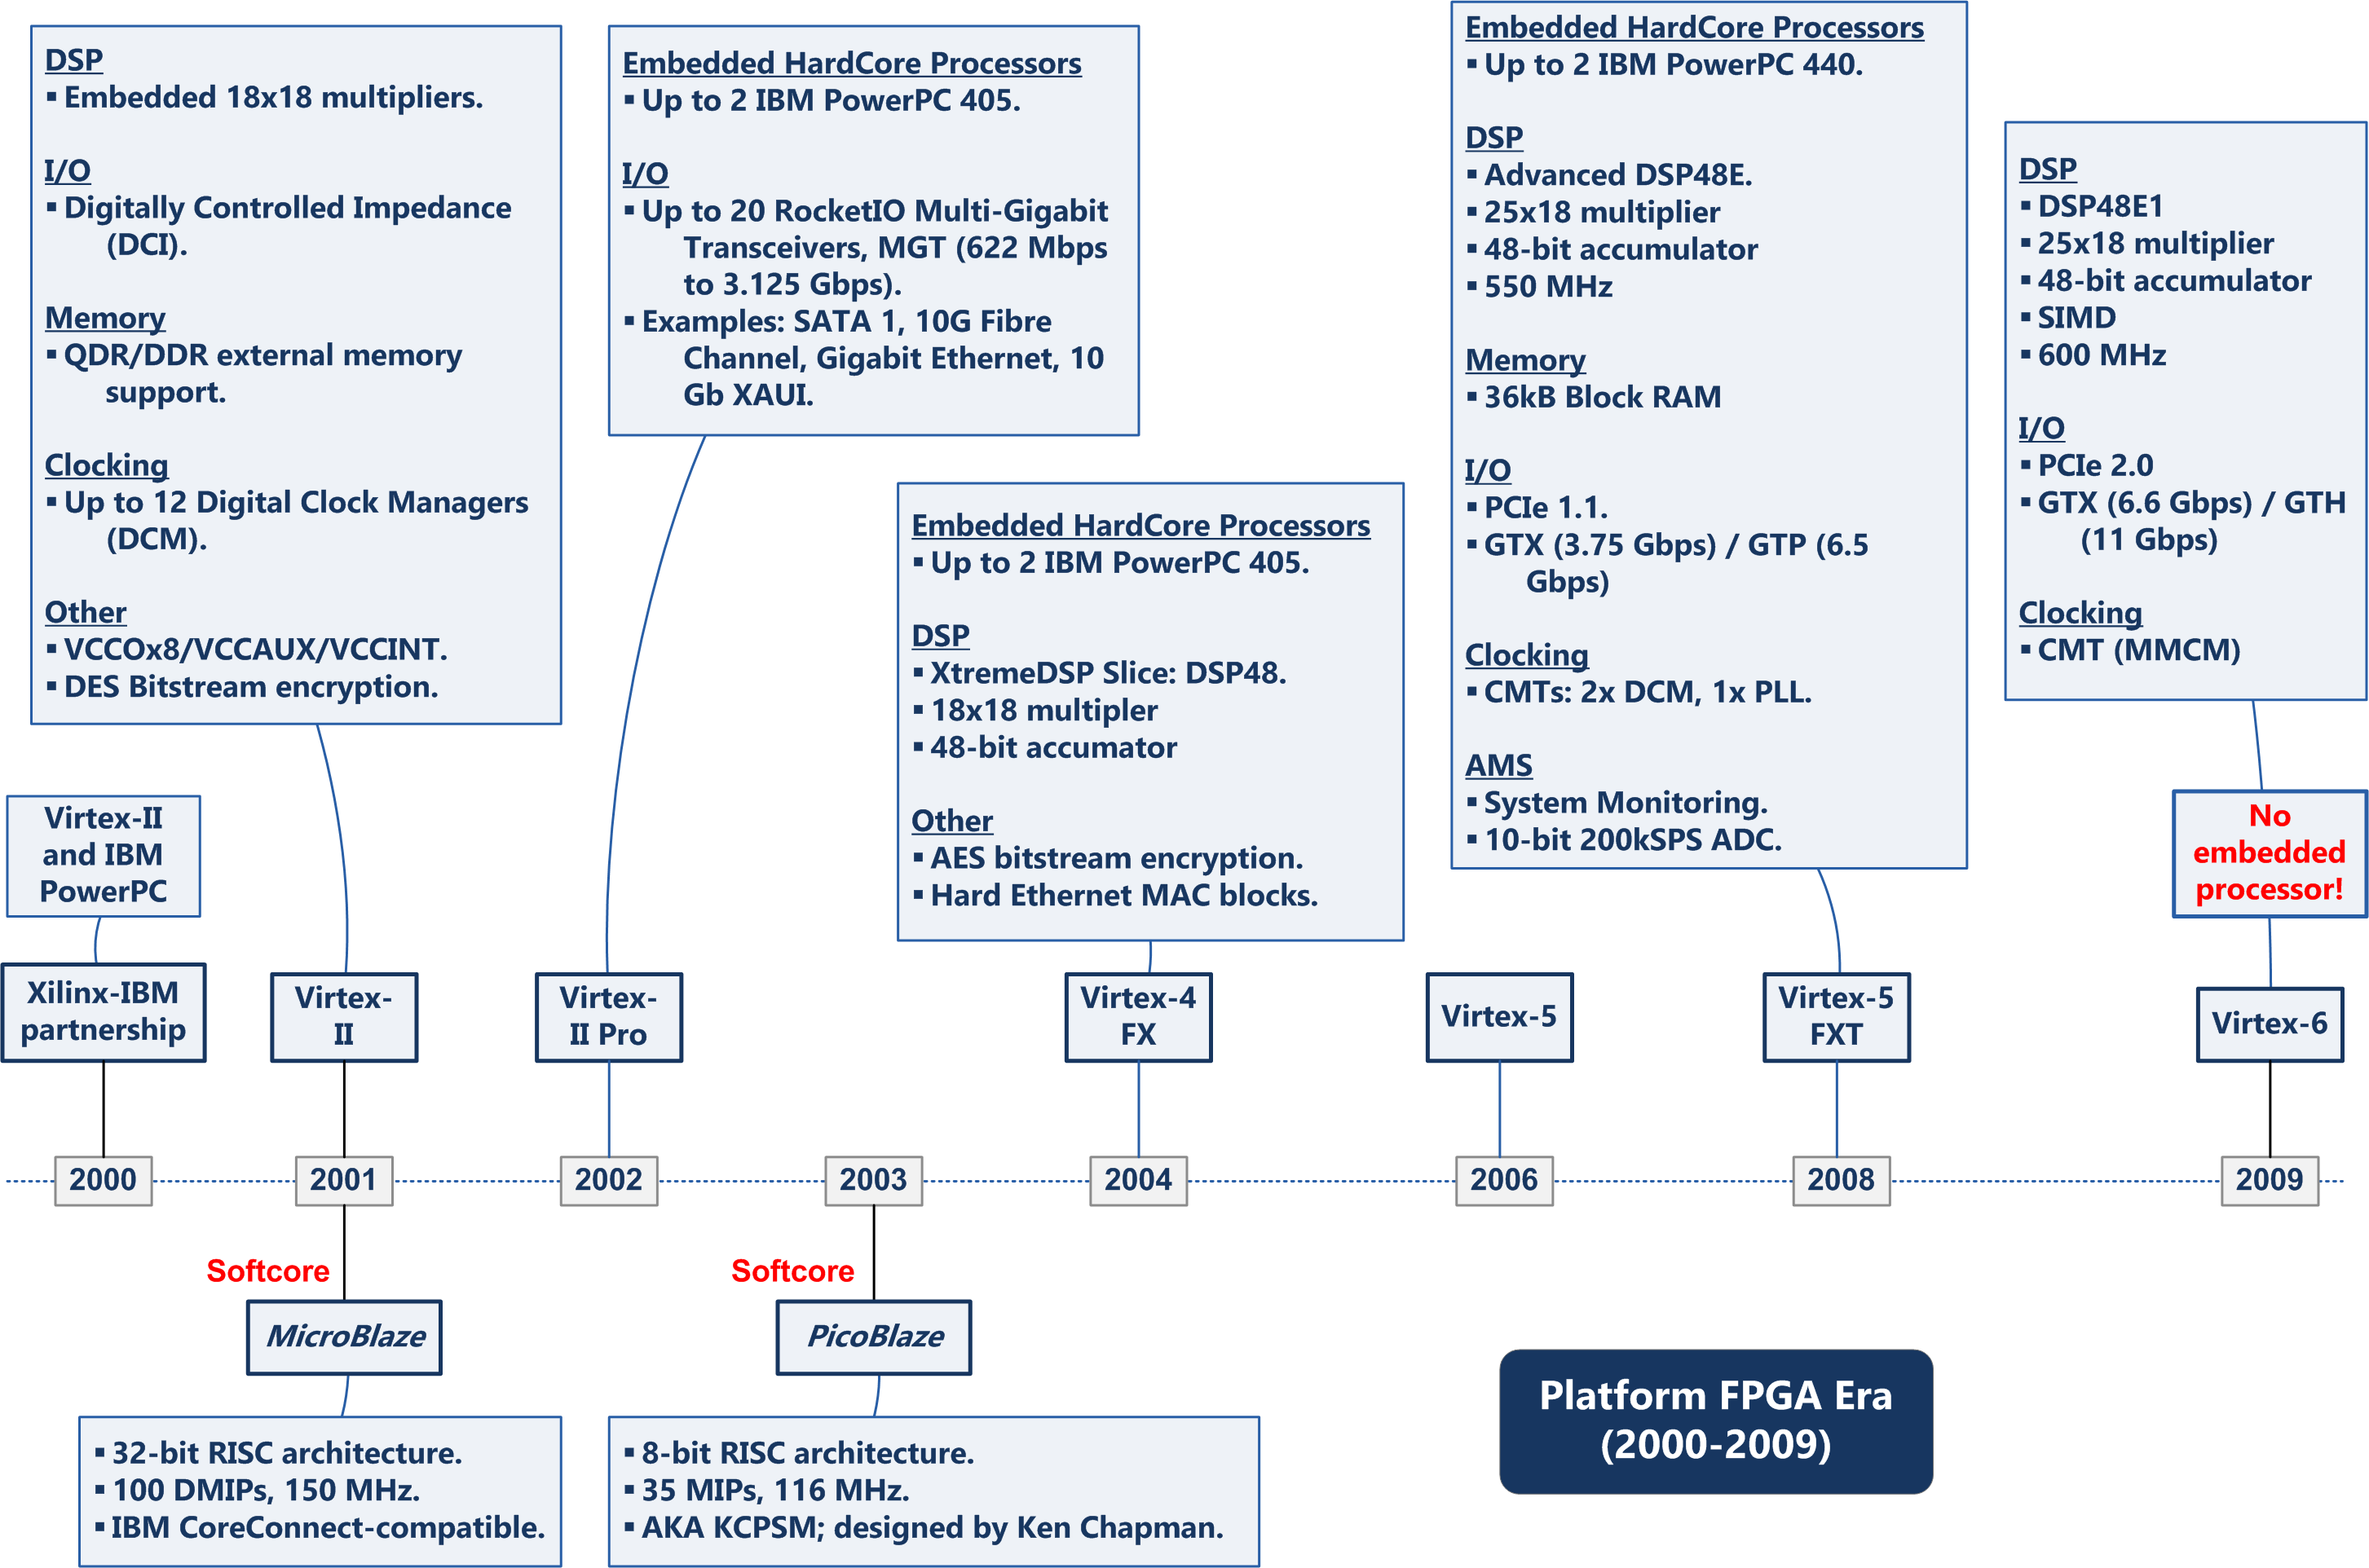 DSP
▪ Embedded 18x18 multipliers.
I/O
▪ Digitally Controlled Impedance
(DCI).
Memory
▪ QDR/DDR external memory
support.
Clocking
▪ Up to 12 Digital Clock Managers
(DCM).
Other
▪ VCCOx8/VCCAUX/VCCINT.
▪ DES Bitstream encryption.
Embedded HardCore Processors
▪ Up to 2 IBM PowerPC 405.
I/O
▪ Up to 20 RocketIO Multi-Gigabit
Transceivers, MGT (622 Mbps
to 3.125 Gbps).
▪ Examples: SATA 1, 10G Fibre
Channel, Gigabit Ethernet, 10
Gb XAUI.
Embedded HardCore Processors
▪ Up to 2 IBM PowerPC 405.
DSP
▪ XtremeDSP Slice: DSP48.
▪ 18x18 multipler
▪ 48-bit accumator
Other
▪ AES bitstream encryption.
▪ Hard Ethernet MAC blocks.
Embedded HardCore Processors
▪ Up to 2 IBM PowerPC 440.
DSP
▪ Advanced DSP48E.
▪ 25x18 multiplier
▪ 48-bit accumulator
▪ 550 MHz
Memory
▪ 36kB Block RAM
I/O
▪ PCIe 1.1.
▪ GTX (3.75 Gbps) / GTP (6.5
Gbps)
Clocking
▪ CMTs: 2x DCM, 1x PLL.
AMS
▪ System Monitoring.
▪ 10-bit 200kSPS ADC.
DSP
▪ DSP48E1
▪ 25x18 multiplier
▪ 48-bit accumulator
▪ SIMD
▪ 600 MHz
I/O
▪ PCIe 2.0
▪ GTX (6.6 Gbps) / GTH
(11 Gbps)
Clocking
▪ CMT (MMCM)
Virtex-II
and IBM
PowerPC
No
embedded
processor!
Xilinx-IBM
partnership
Virtex-
II
Virtex-
II Pro
Virtex-4
FX
Virtex-5
Virtex-5
FXT
Virtex-6
2000
2001
2002
2003
2004
2006
2008
2009
Softcore
Softcore
MicroBlaze
PicoBlaze
▪ 32-bit RISC architecture.
▪ 100 DMIPs, 150 MHz.
▪ IBM CoreConnect-compatible.
▪ 8-bit RISC architecture.
▪ 35 MIPs, 116 MHz.
▪ AKA KCPSM; designed by Ken Chapman.
Platform FPGA Era
(2000-2009)